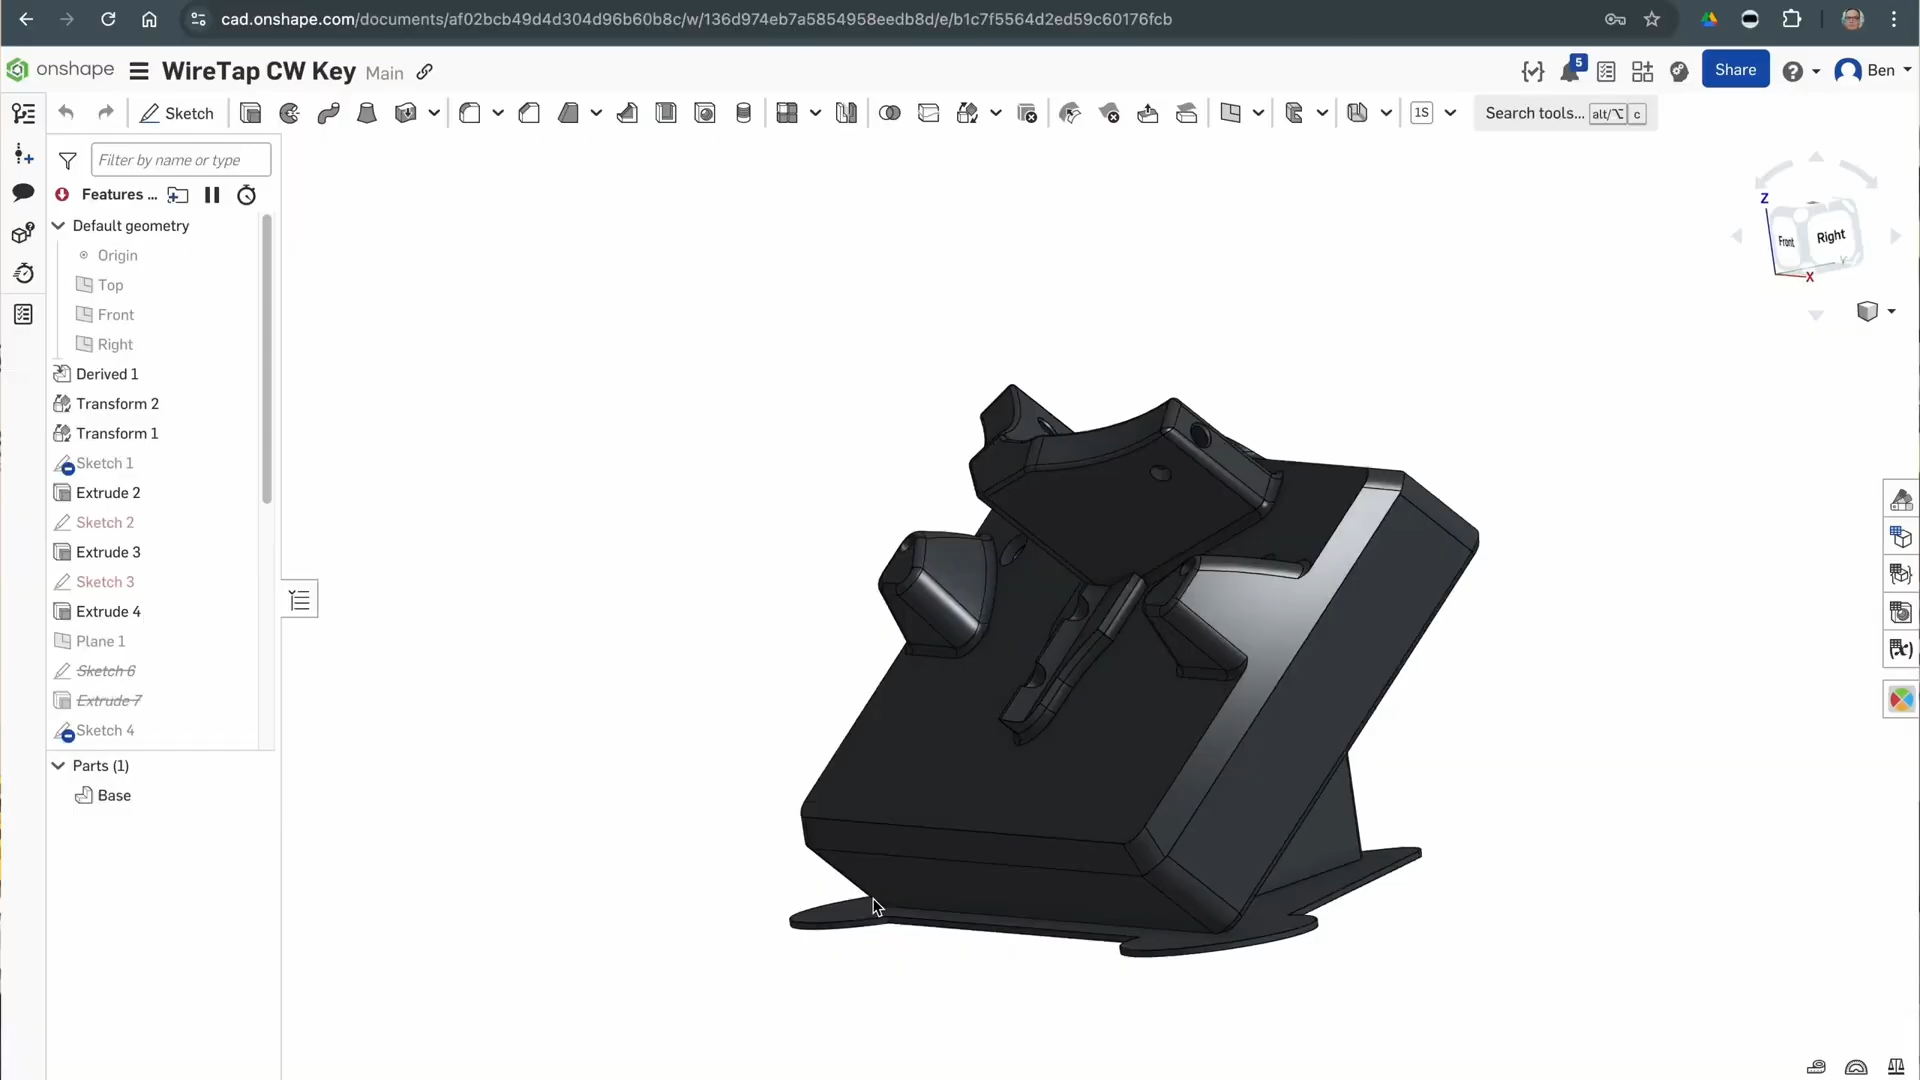 cad.onshape.com/documents/af02bcb49d4d304d96b60b8c/w/136d974eb7a5854958eedb8d/e/b1c7f5564d2ed59c60176fcb
onshape
WireTap CW Key Main
5
Share
Ben
Sketch
1S
Search tools... alt/⌥ c
Filter by name or type
Features ...
Default geometry
Origin
Top
Front
Right
Derived 1
Transform 2
Transform 1
Sketch 1
Extrude 2
Sketch 2
Extrude 3
Sketch 3
Extrude 4
Plane 1
Sketch 6
Extrude 7
Sketch 4
Parts (1)
Base
Z
Front
Right
Y
X
(x)